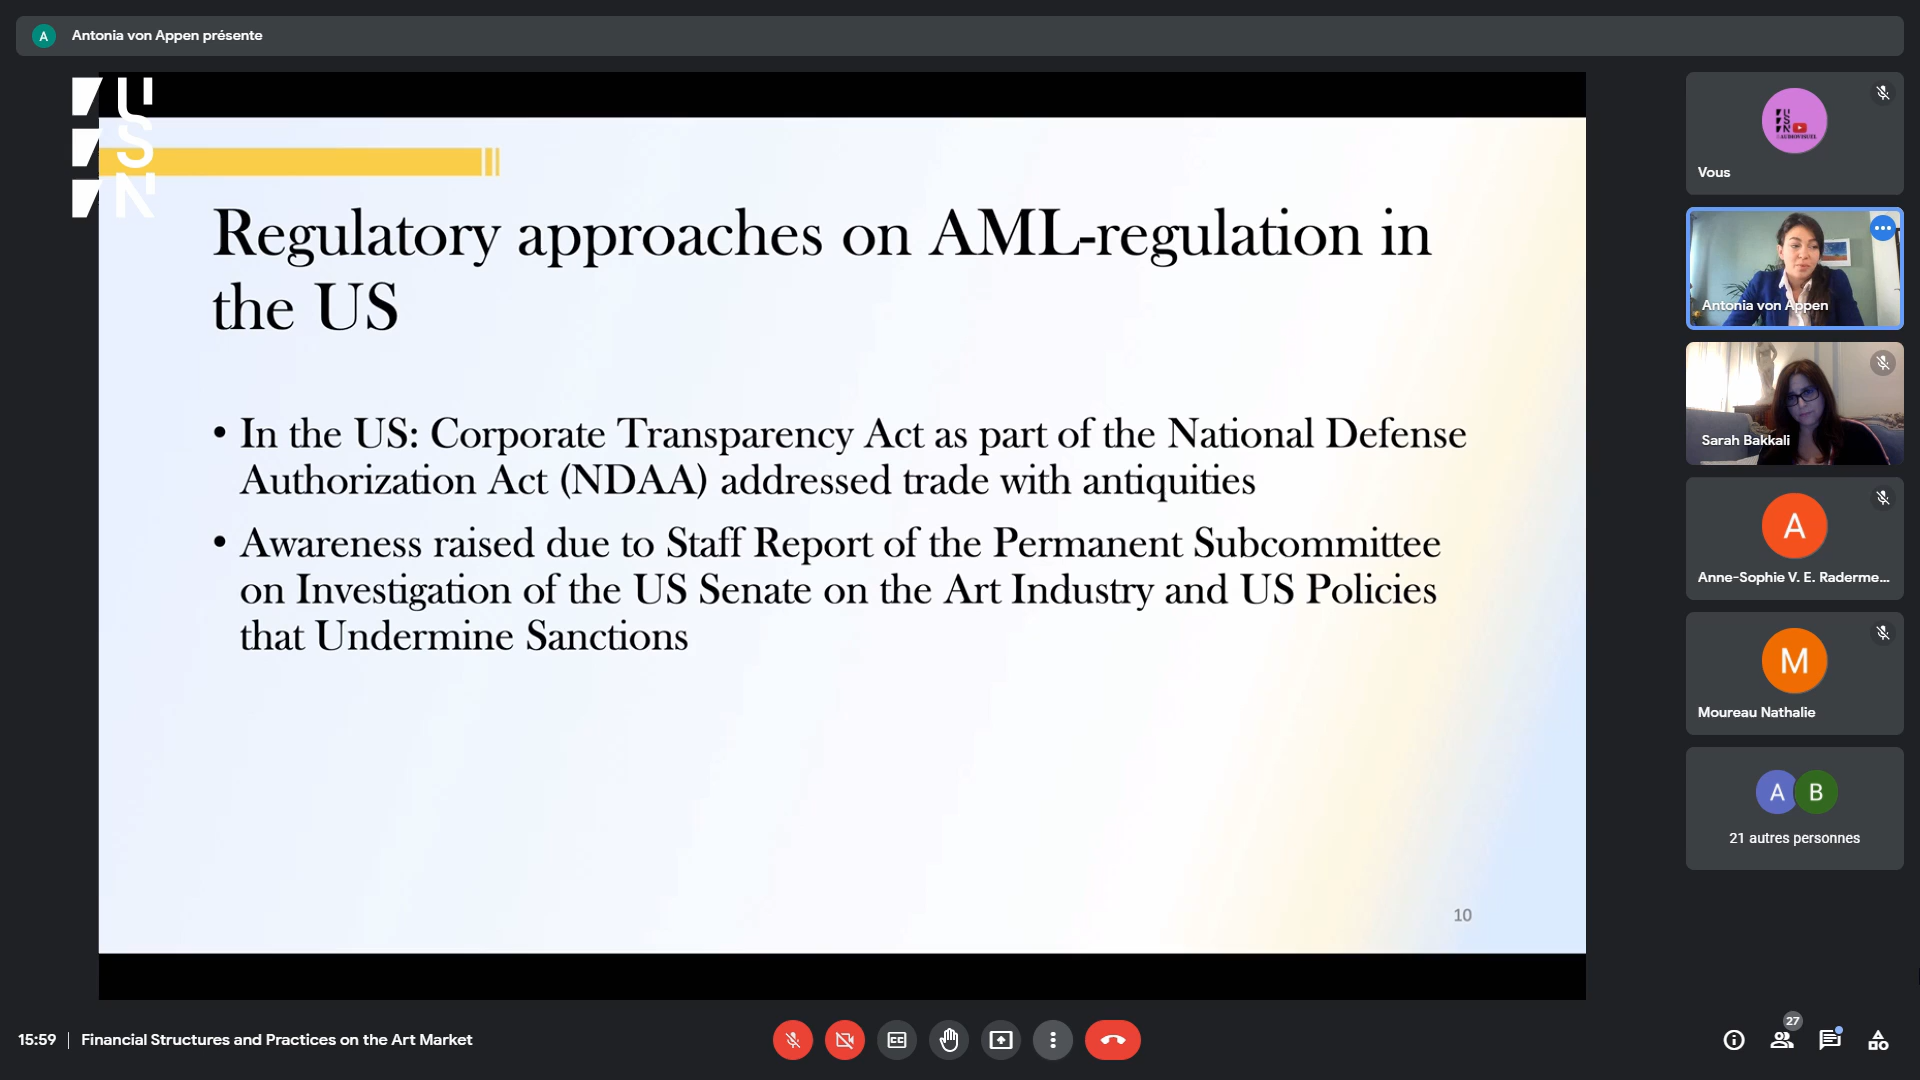 A
Antonia von Appen présente
USN
Regulatory approaches on AML-regulation in
the US
• In the US: Corporate Transparency Act as part of the National Defense
Authorization Act (NDAA) addressed trade with antiquities
• Awareness raised due to Staff Report of the Permanent Subcommittee
on Investigation of the US Senate on the Art Industry and US Policies
that Undermine Sanctions
10
USN
AUDIOVISUEL
Vous
Antonia von Appen
Sarah Bakkali
A
Anne-Sophie V. E. Raderme...
M
Moureau Nathalie
A B
21 autres personnes
15:59 | Financial Structures and Practices on the Art Market
CC
27